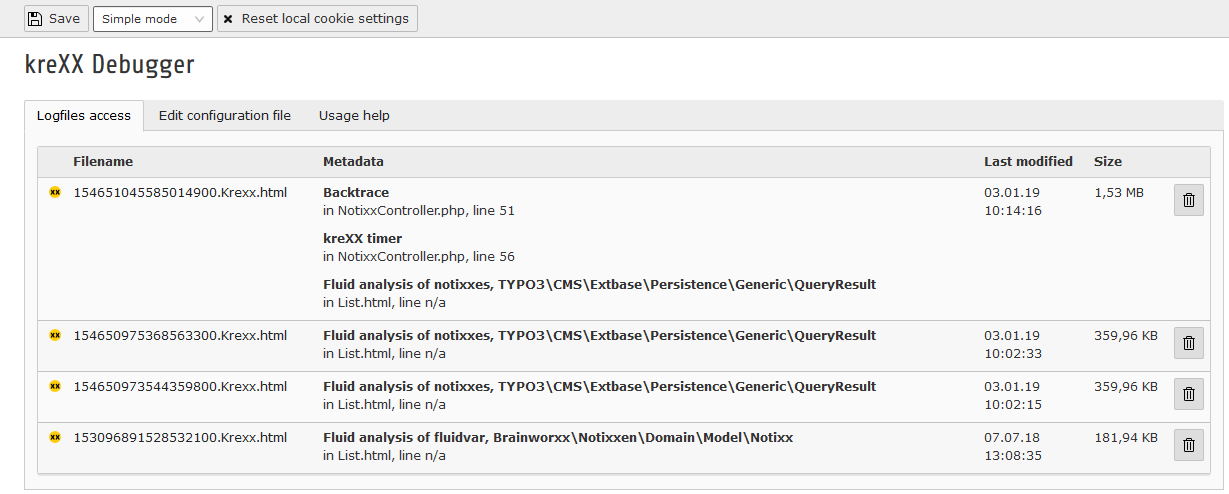 Save Simple mode Reset local cookie settings
kreXX Debugger
Logfiles access Edit configuration file Usage help
Filename Metadata Last modified Size
xx 154651045585014900.Krexx.html Backtrace 03.01.19 1,53 MB
in NotixxController.php, line 51 10:14:16
kreXX timer
in NotixxController.php, line 56
Fluid analysis of notixxes, TYPO3\CMS\Extbase\Persistence\Generic\QueryResult
in List.html, line n/a
xx 154650975368563300.Krexx.html Fluid analysis of notixxes, TYPO3\CMS\Extbase\Persistence\Generic\QueryResult 03.01.19 359,96 KB
in List.html, line n/a 10:02:33
xx 154650973544359800.Krexx.html Fluid analysis of notixxes, TYPO3\CMS\Extbase\Persistence\Generic\QueryResult 03.01.19 359,96 KB
in List.html, line n/a 10:02:15
xx 153096891528532100.Krexx.html Fluid analysis of fluidvar, Brainworxx\Notixxen\Domain\Model\Notixx 07.07.18 181,94 KB
in List.html, line n/a 13:08:35